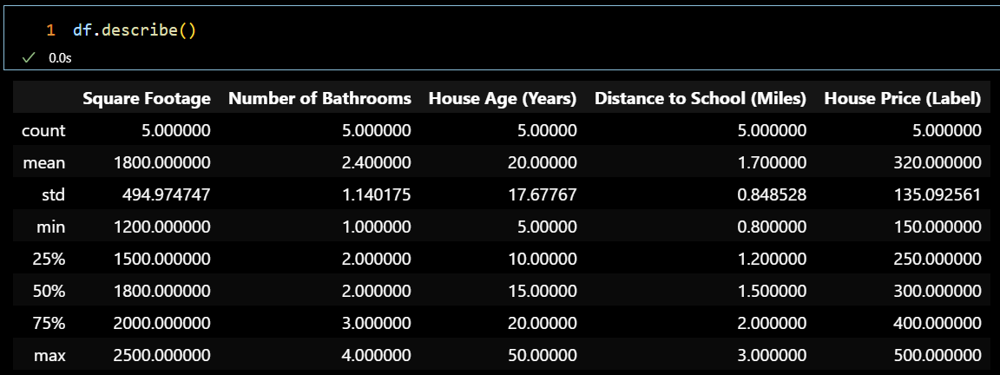 1 df.describe()
0.0s
Square Footage Number of Bathrooms House Age (Years) Distance to School (Miles) House Price (Label)
count 5.000000 5.000000 5.00000 5.000000 5.000000
mean 1800.000000 2.400000 20.00000 1.700000 320.000000
std 494.974747 1.140175 17.67767 0.848528 135.092561
min 1200.000000 1.000000 5.00000 0.800000 150.000000
25% 1500.000000 2.000000 10.00000 1.200000 250.000000
50% 1800.000000 2.000000 15.00000 1.500000 300.000000
75% 2000.000000 3.000000 20.00000 2.000000 400.000000
max 2500.000000 4.000000 50.00000 3.000000 500.000000